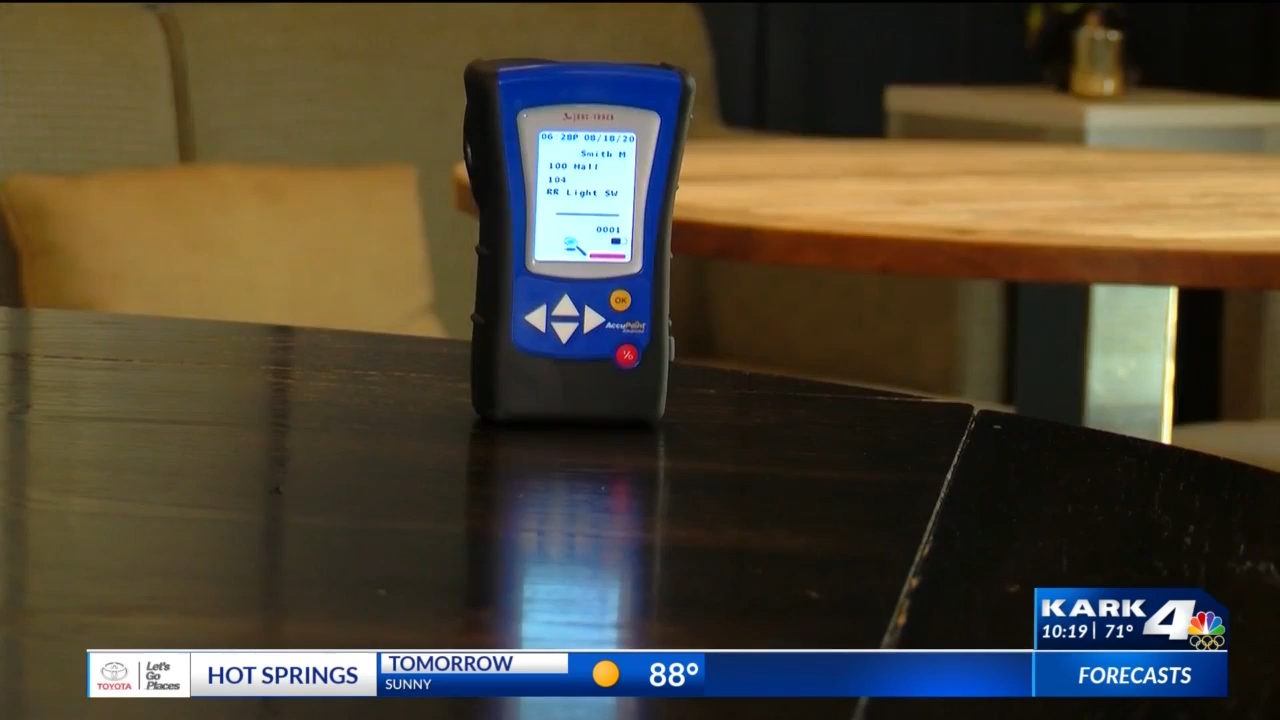 06:28P 08/18/20
Smith M
100 Hall
104
RR Light SW
0001
OK
AccuPoint
KARK 4
10:19 71°
TOYOTA
Let's
Go
Places
HOT SPRINGS
TOMORROW
SUNNY
88°
FORECASTS